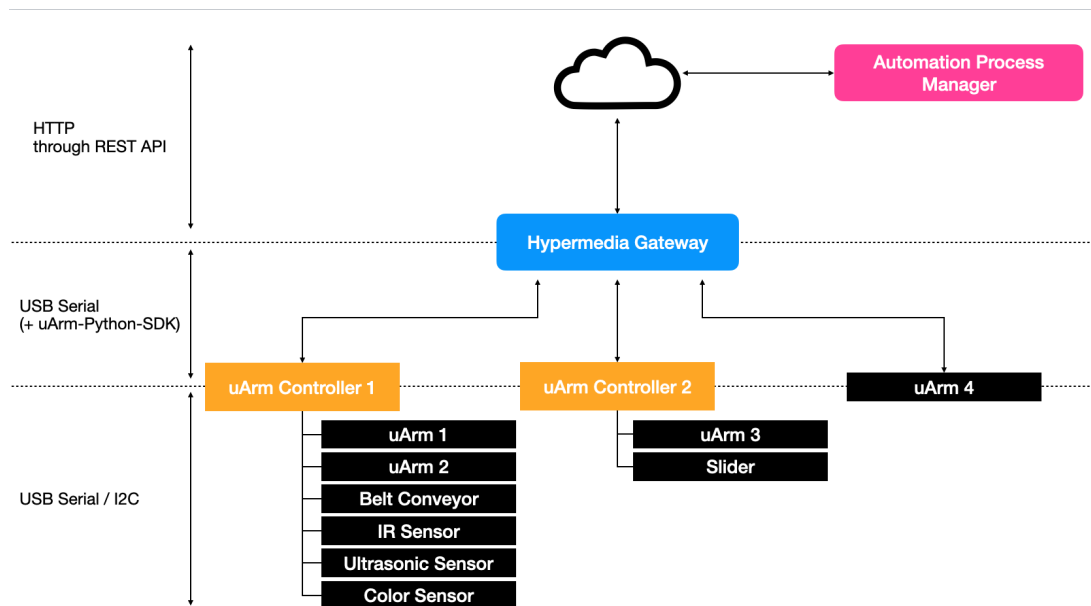 Automation Process
Manager
HTTP
through REST API
Hypermedia Gateway
USB Serial
(+ uArm-Python-SDK)
uArm Controller 1
uArm Controller 2
uArm 4
uArm 1
uArm 3
uArm 2
Slider
USB Serial / I2C
Belt Conveyor
IR Sensor
Ultrasonic Sensor
Color Sensor